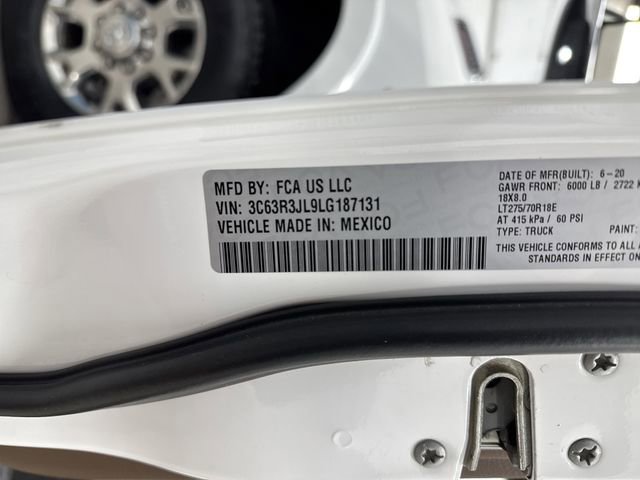 MFD BY: FCA US LLC
VIN: 3C63R3JL9LG187131
VEHICLE MADE IN: MEXICO
DATE OF MFR(BUILT): 6-20
GAWR FRONT: 6000 LB / 2722
18X8.0
LT275/70R18E
AT 415 kPa / 60 PSI
TYPE: TRUCK PAINT:
THIS VEHICLE CONFORMS TO ALL
STANDARDS IN EFFECT ON